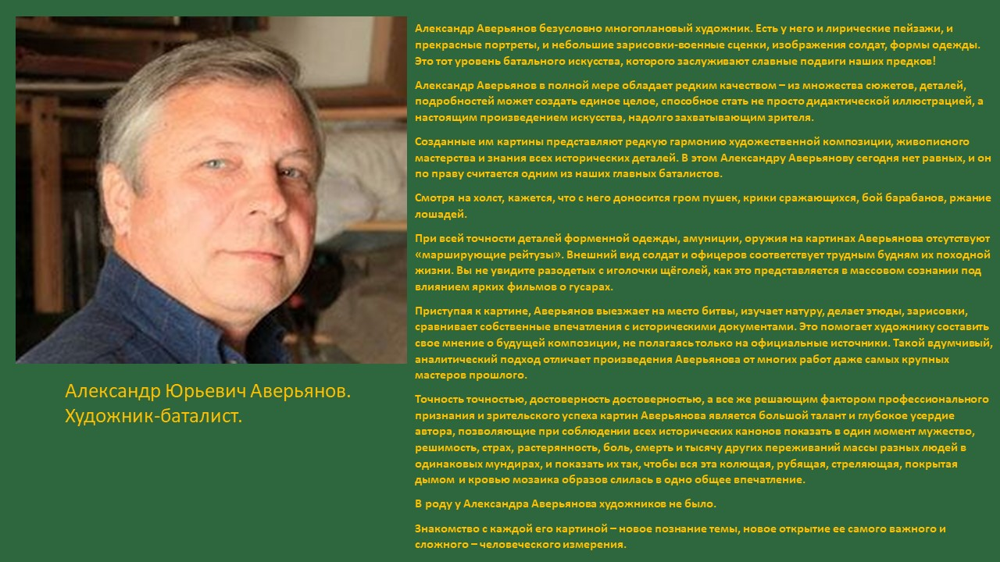 Александр Аверьянов безусловно многоплановый художник. Есть у него и лирические пейзажи, и
прекрасные портреты, и небольшие зарисовки-военные сценки, изображения солдат, формы одежды.
Это тот уровень батального искусства, которого заслуживают славные подвиги наших предков!
Александр Аверьянов в полной мере обладает редким качеством – из множества сюжетов, деталей,
подробностей может создать единое целое, способное стать не просто дидактической иллюстрацией, а
настоящим произведением искусства, надолго захватывающим зрителя.
Созданные им картины представляют редкую гармонию художественной композиции, живописного
мастерства и знания всех исторических деталей. В этом Александру Аверьянову сегодня нет равных, и он
по праву считается одним из наших главных баталистов.
Смотря на холст, кажется, что с него доносится гром пушек, крики сражающихся, бой барабанов, ржание
лошадей.
При всей точности деталей форменной одежды, амуниции, оружия на картинах Аверьянова отсутствуют
«марширующие рейтузы». Внешний вид солдат и офицеров соответствует трудным будням их походной
жизни. Вы не увидите разодетых с иголочки щёголей, как это представляется в массовом сознании под
влиянием ярких фильмов о гусарах.
Приступая к картине, Аверьянов выезжает на место битвы, изучает натуру, делает этюды, зарисовки,
сравнивает собственные впечатления с историческими документами. Это помогает художнику составить
свое мнение о будущей композиции, не полагаясь только на официальные источники. Такой вдумчивый,
аналитический подход отличает произведения Аверьянова от многих работ даже самых крупных
мастеров прошлого.
Точность точностью, достоверность достоверностью, а все же решающим фактором профессионального
признания и зрительского успеха картин Аверьянова является большой талант и глубокое усердие
автора, позволяющие при соблюдении всех исторических канонов показать в один момент мужество,
решимость, страх, растерянность, боль, смерть и тысячу других переживаний массы разных людей в
одинаковых мундирах, и показать их так, чтобы вся эта колющая, рубящая, стреляющая, покрытая
дымом и кровью мозаика образов слилась в одно общее впечатление.
В роду у Александра Аверьянова художников не было.
Знакомство с каждой его картиной – новое познание темы, новое открытие ее самого важного и
сложного – человеческого измерения.
Александр Юрьевич Аверьянов.
Художник-баталист.